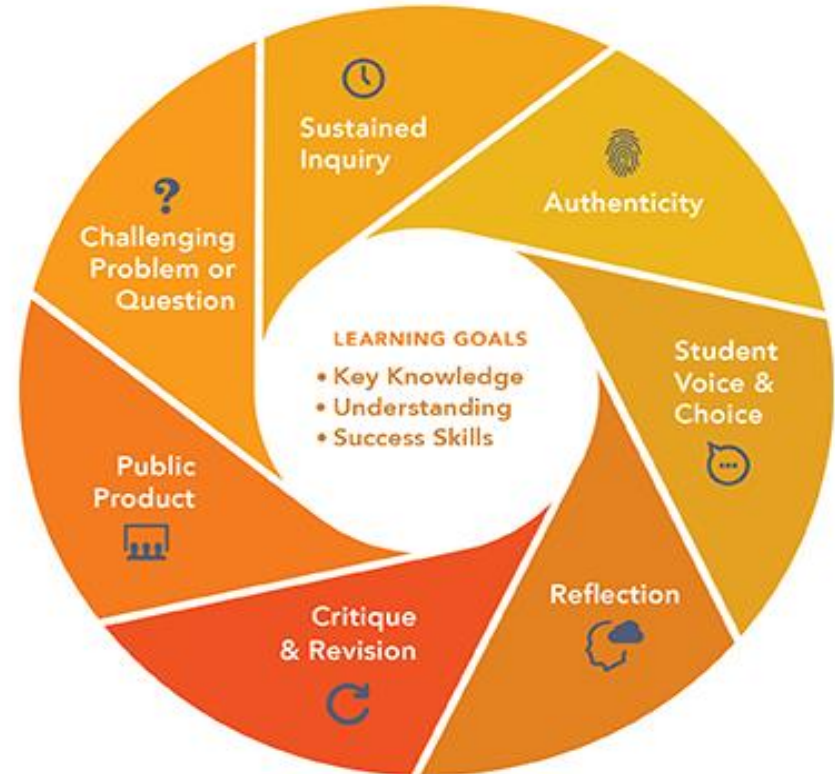 Sustained
Inquiry
Authenticity
?
Challenging
Problem or
Question
LEARNING GOALS
• Key Knowledge
• Understanding
• Success Skills
Student
Voice &
Choice
Public
Product
Reflection
Critique
& Revision